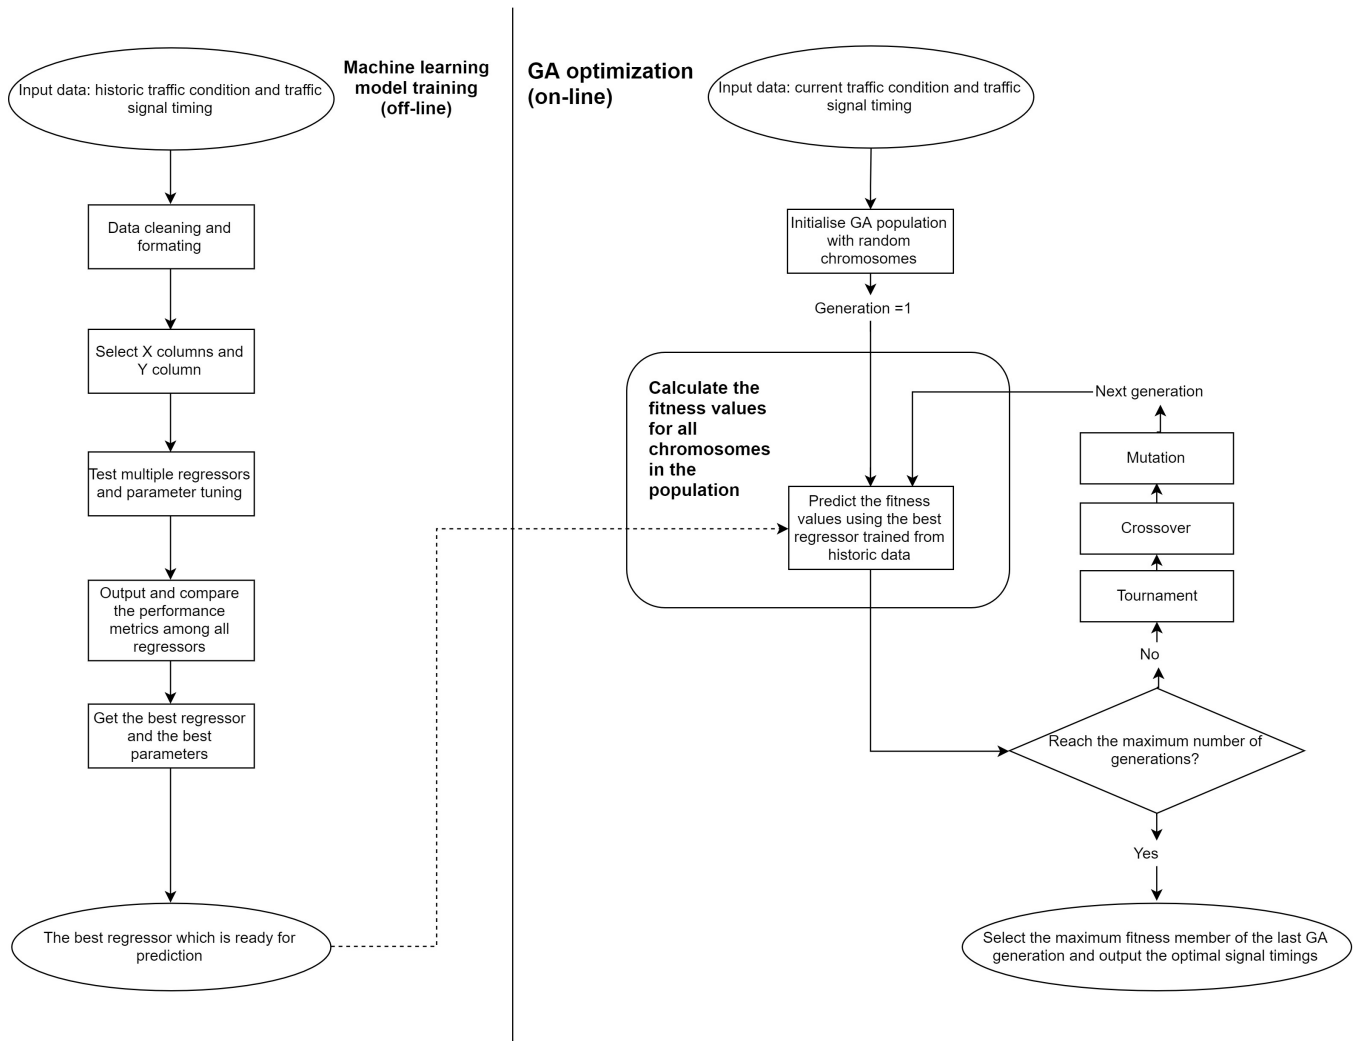 Machine learning
model training
(off-line)
Input data: historic traffic condition and traffic
signal timing
Data cleaning and
formating
Select X columns and
Y column
Test multiple regressors
and parameter tuning
Output and compare
the performance
metrics among all
regressors
Get the best regressor
and the best
parameters
The best regressor which is ready for
prediction
GA optimization
(on-line)
Input data: current traffic condition and traffic
signal timing
Initialise GA population
with random
chromosomes
Generation =1
Calculate the
fitness values
for all
chromosomes
in the
population
Predict the fitness
values using the best
regressor trained from
historic data
Next generation
Mutation
Crossover
Tournament
No
Reach the maximum number of
generations?
Yes
Select the maximum fitness member of the last GA
generation and output the optimal signal timings